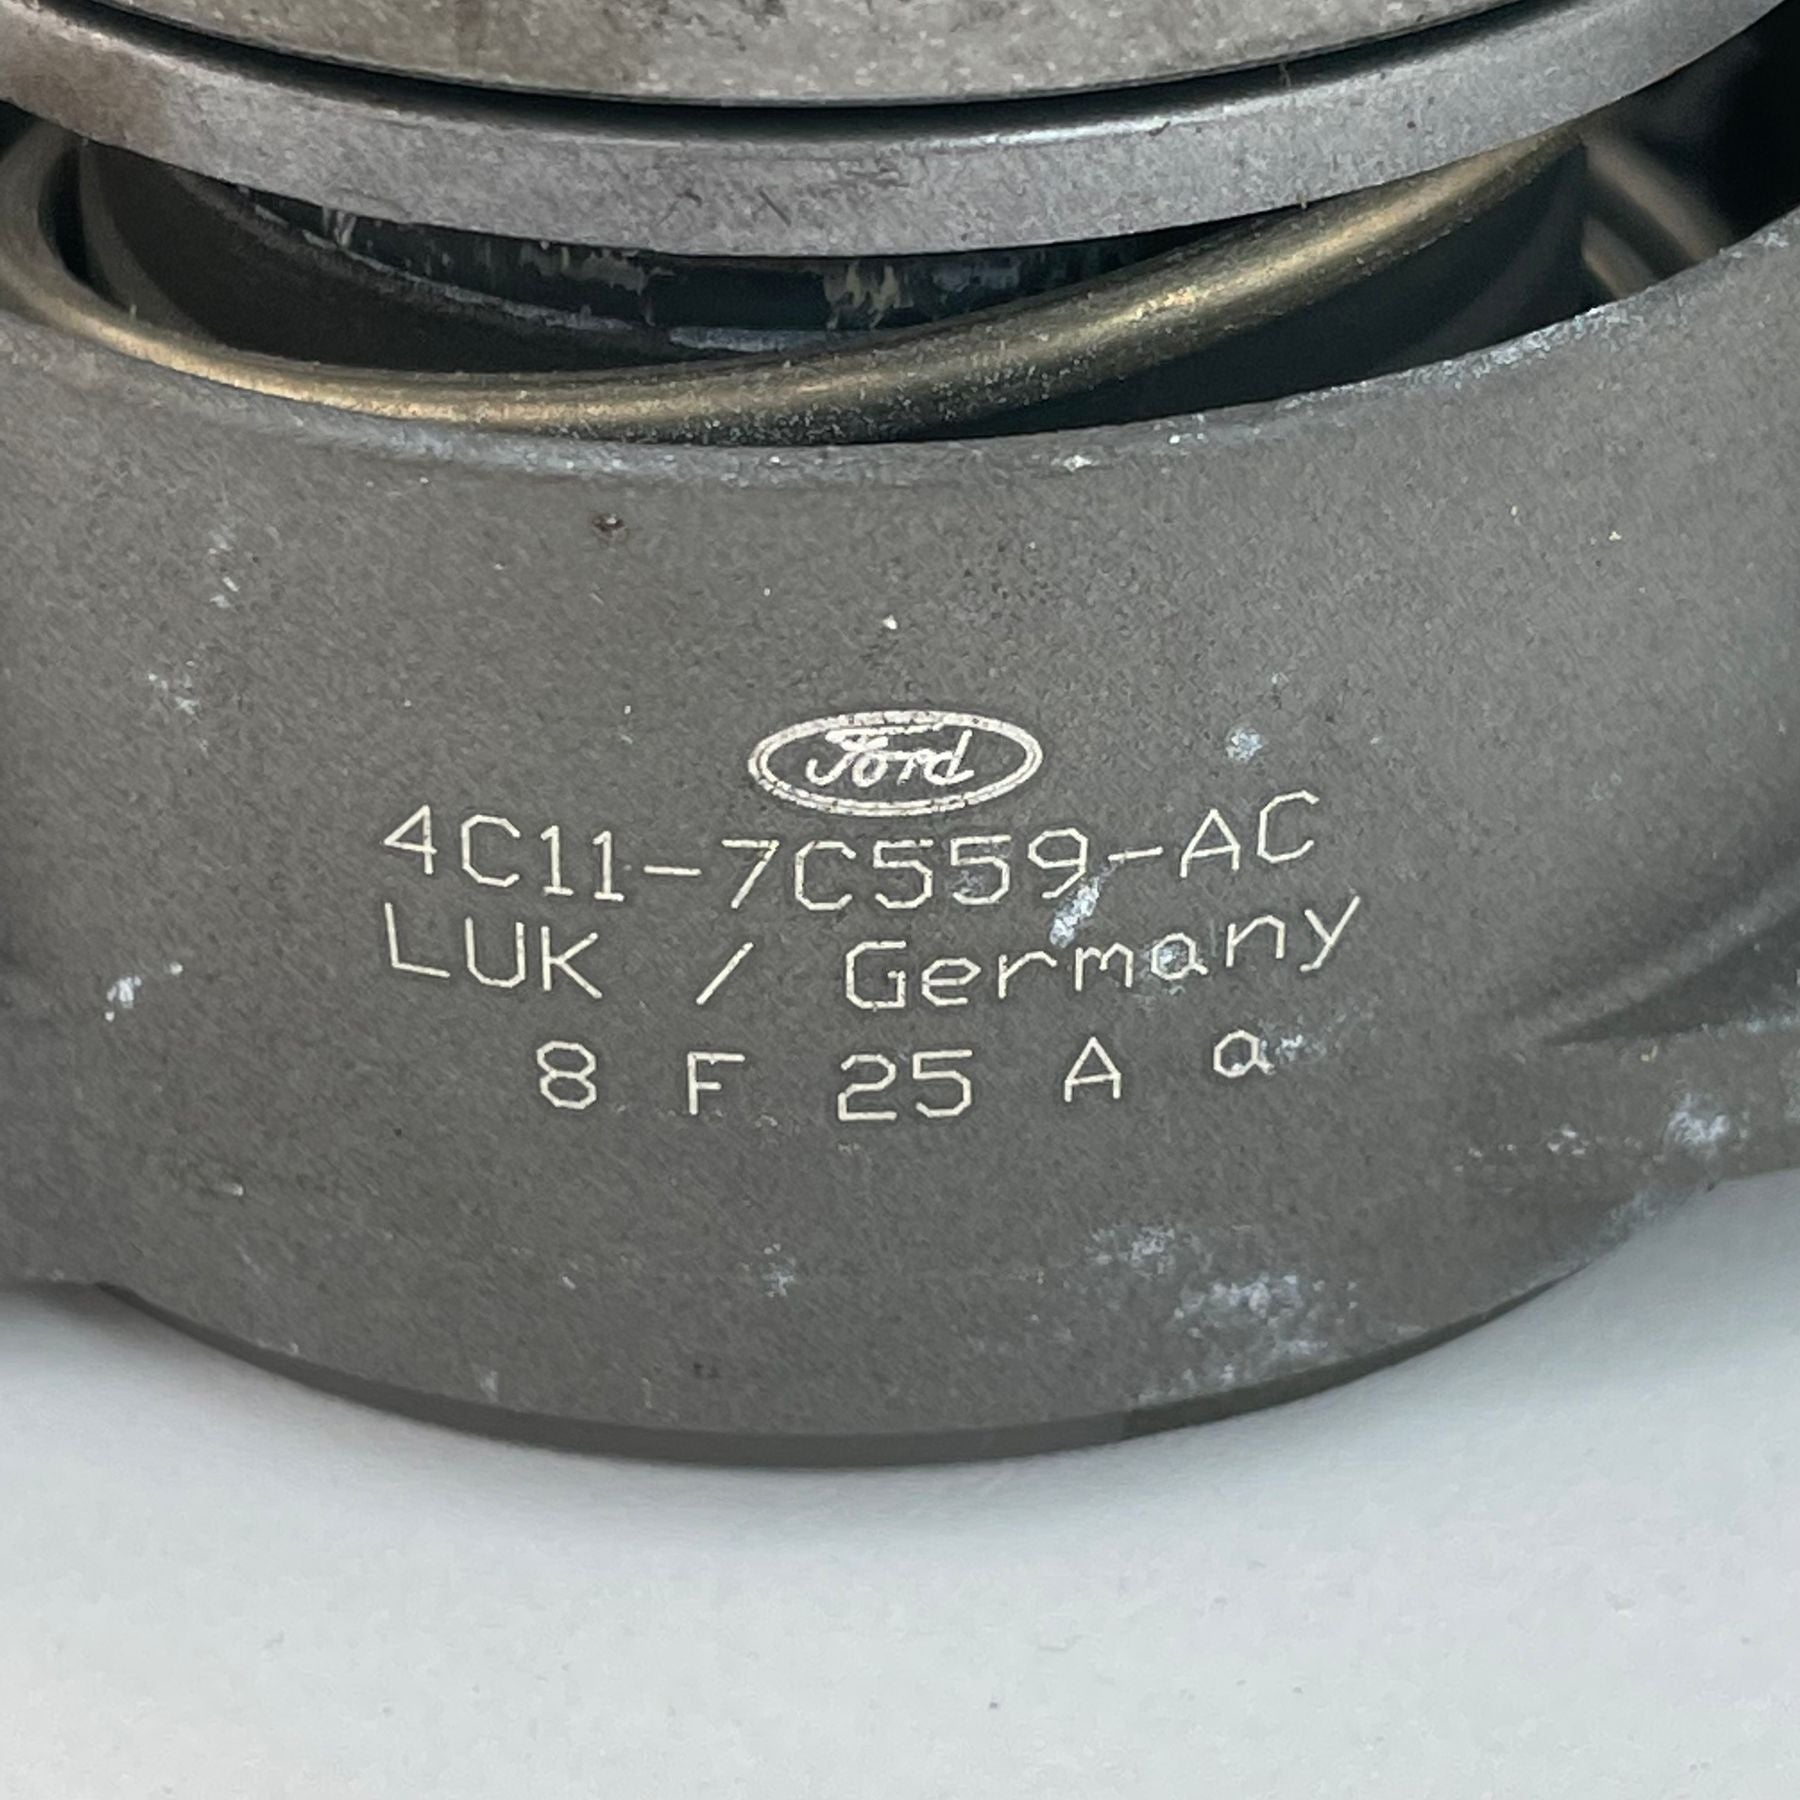 Ford
4C11-7C559-AC
LUK / Germany
8 F 25 A a